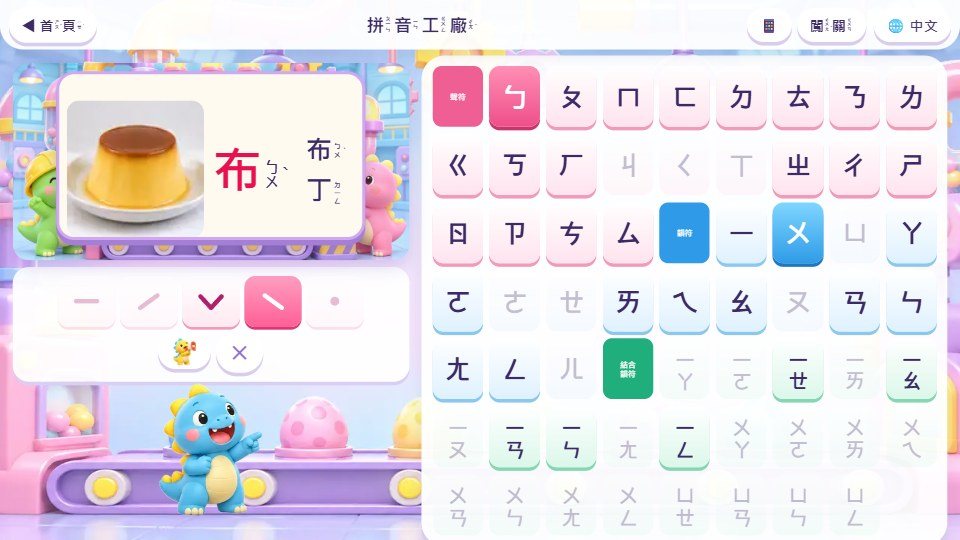 ◀ 首頁
拼音工廠
闖關
中文
布 ㄅㄨˋ
布 ㄅㄨˋ
丁 ㄉㄧㄥ
聲符 ㄅ ㄆ ㄇ ㄈ ㄉ ㄊ ㄋ ㄌ
ㄍ ㄎ ㄏ ㄐ ㄑ ㄒ ㄓ ㄔ ㄕ
ㄖ ㄗ ㄘ ㄙ 韻符 ㄧ ㄨ ㄩ ㄚ
ㄛ ㄜ ㄝ ㄞ ㄟ ㄠ ㄡ ㄢ ㄣ
ㄤ ㄥ ㄦ 結合韻符 ㄧㄚ ㄧㄛ ㄧㄝ ㄧㄞ ㄧㄠ
ㄧㄡ ㄧㄢ ㄧㄣ ㄧㄤ ㄧㄥ ㄨㄚ ㄨㄛ ㄨㄞ ㄨㄟ
ㄨㄢ ㄨㄣ ㄨㄤ ㄨㄥ ㄩㄝ ㄩㄢ ㄩㄣ ㄩㄥ
ˉ ˊ ˇ ˋ ˙
✕